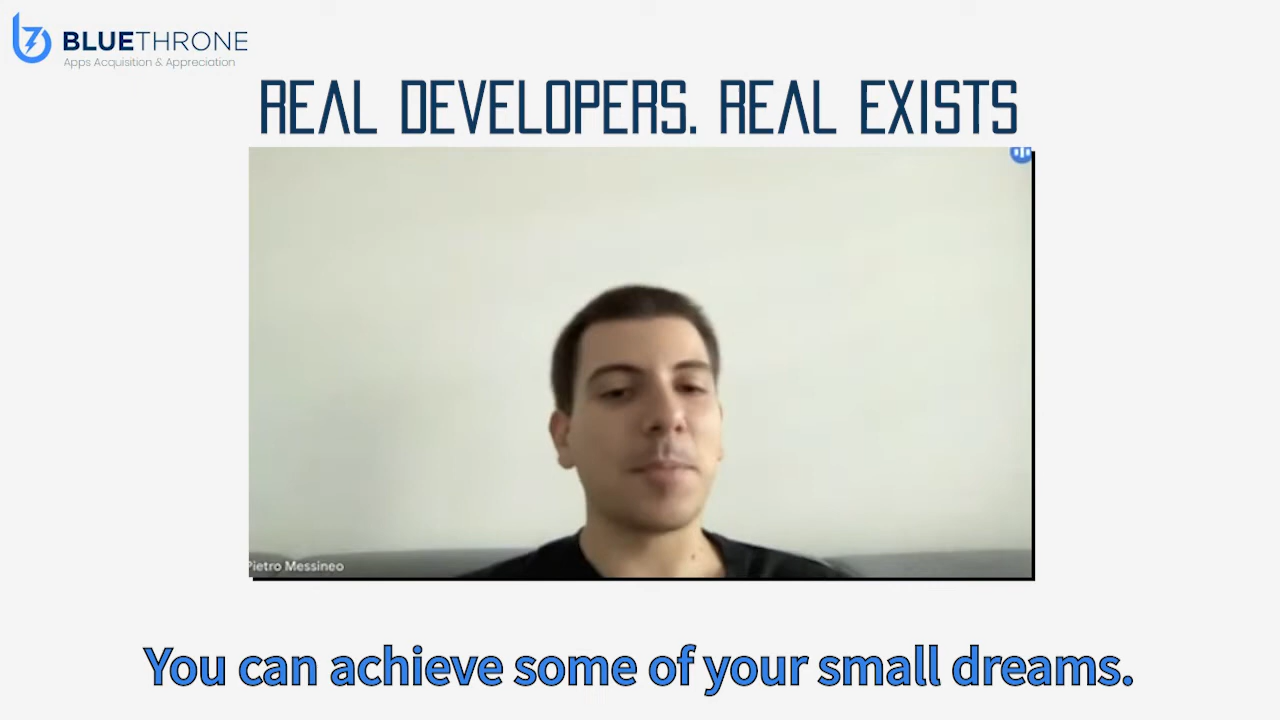 BLUETHRONE
Apps Acquisition & Appreciation
REAL DEVELOPERS. REAL EXISTS
Pietro Messineo
You can achieve some of your small dreams.